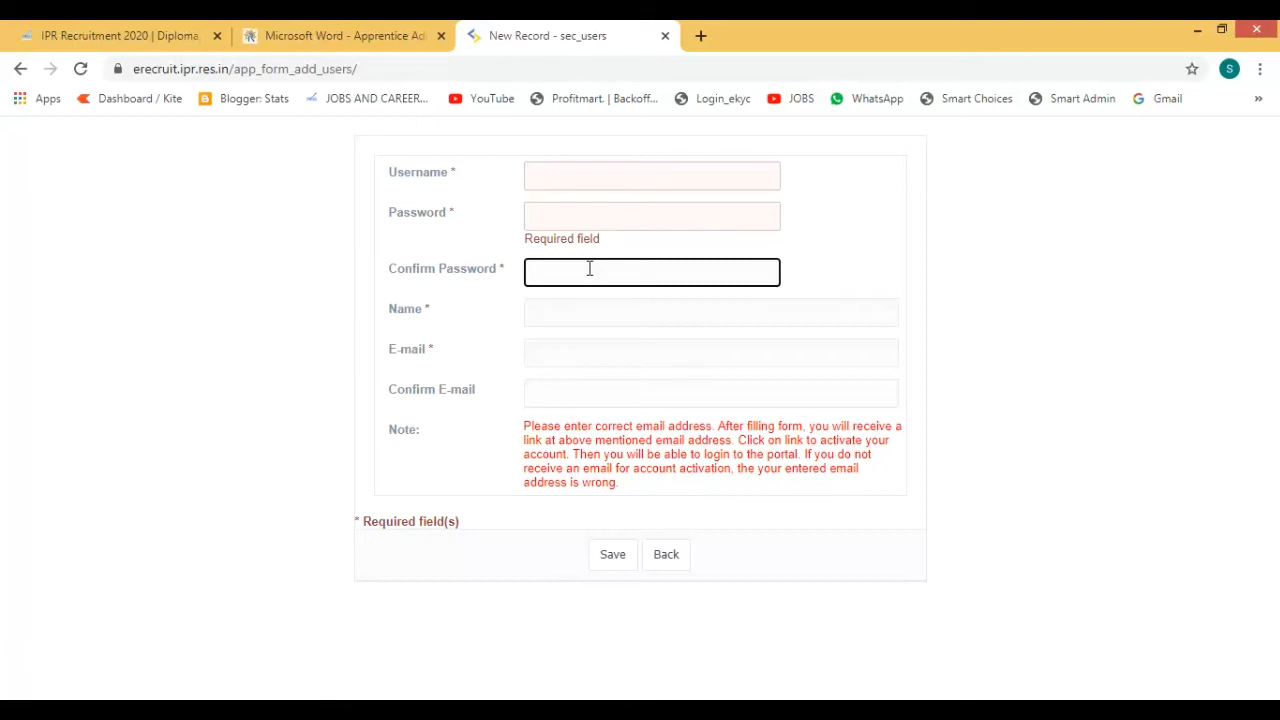 IPR Recruitment 2020 | Diploma,
Microsoft Word - Apprentice Ad
New Record - sec_users
erecruit.ipr.res.in/app_form_add_users/
S
Apps
Dashboard / Kite
Blogger: Stats
JOBS AND CAREER...
YouTube
Profitmart. | Backoff...
Login_ekyc
JOBS
WhatsApp
Smart Choices
Smart Admin
Gmail
»
Username *
Password *
Required field
Confirm Password *
Name *
E-mail *
Confirm E-mail
Note:
Please enter correct email address. After filling form, you will receive a
link at above mentioned email address. Click on link to activate your
account. Then you will be able to login to the portal. If you do not
receive an email for account activation, the your entered email
address is wrong.
* Required field(s)
Save
Back